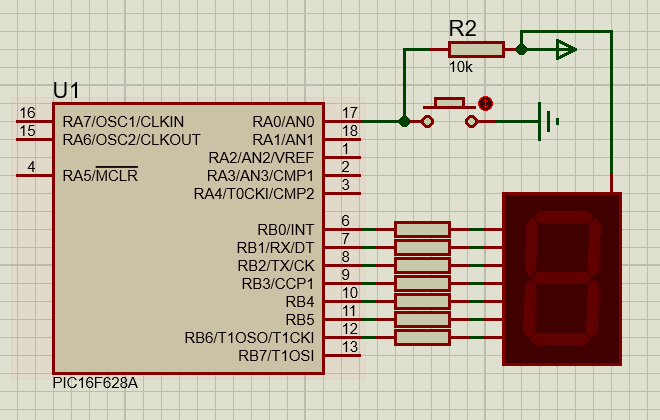 R2
10k
U1
16 RA7/OSC1/CLKIN RA0/AN0 17
15 RA6/OSC2/CLKOUT RA1/AN1 18
RA2/AN2/VREF 1
4 RA5/MCLR RA3/AN3/CMP1 2
RA4/T0CKI/CMP2 3
RB0/INT 6
RB1/RX/DT 7
RB2/TX/CK 8
RB3/CCP1 9
RB4 10
RB5 11
RB6/T1OSO/T1CKI 12
RB7/T1OSI 13
PIC16F628A